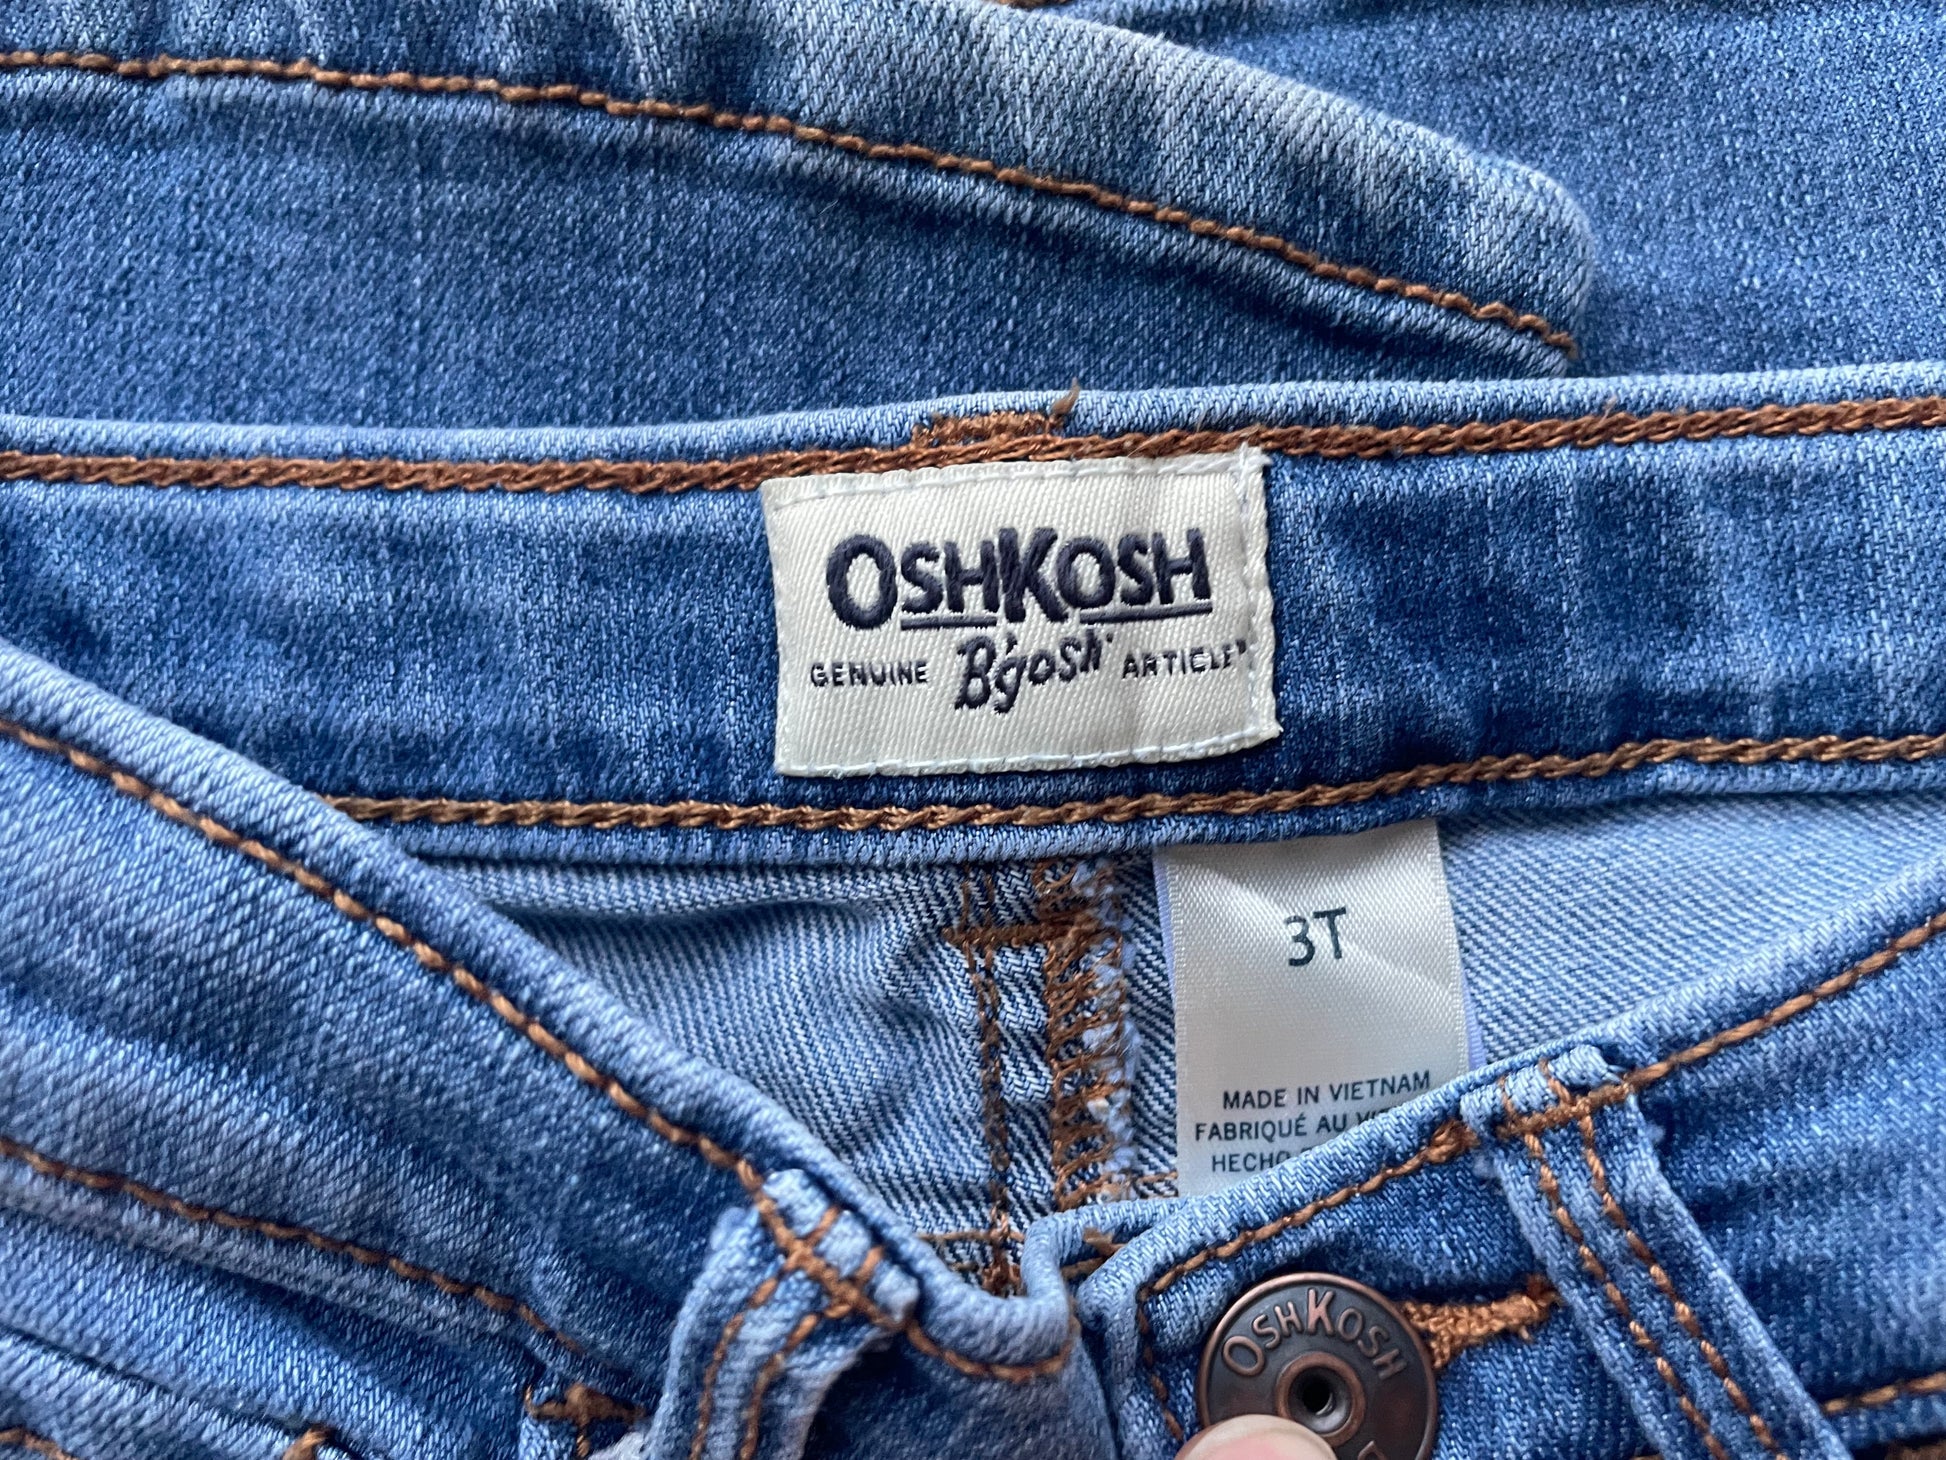 OSHKOSH
GENUINE B'gosh ARTICLE
3T
MADE IN VIETNAM
FABRIQUÉ AU
HECHO
OSHKOSH